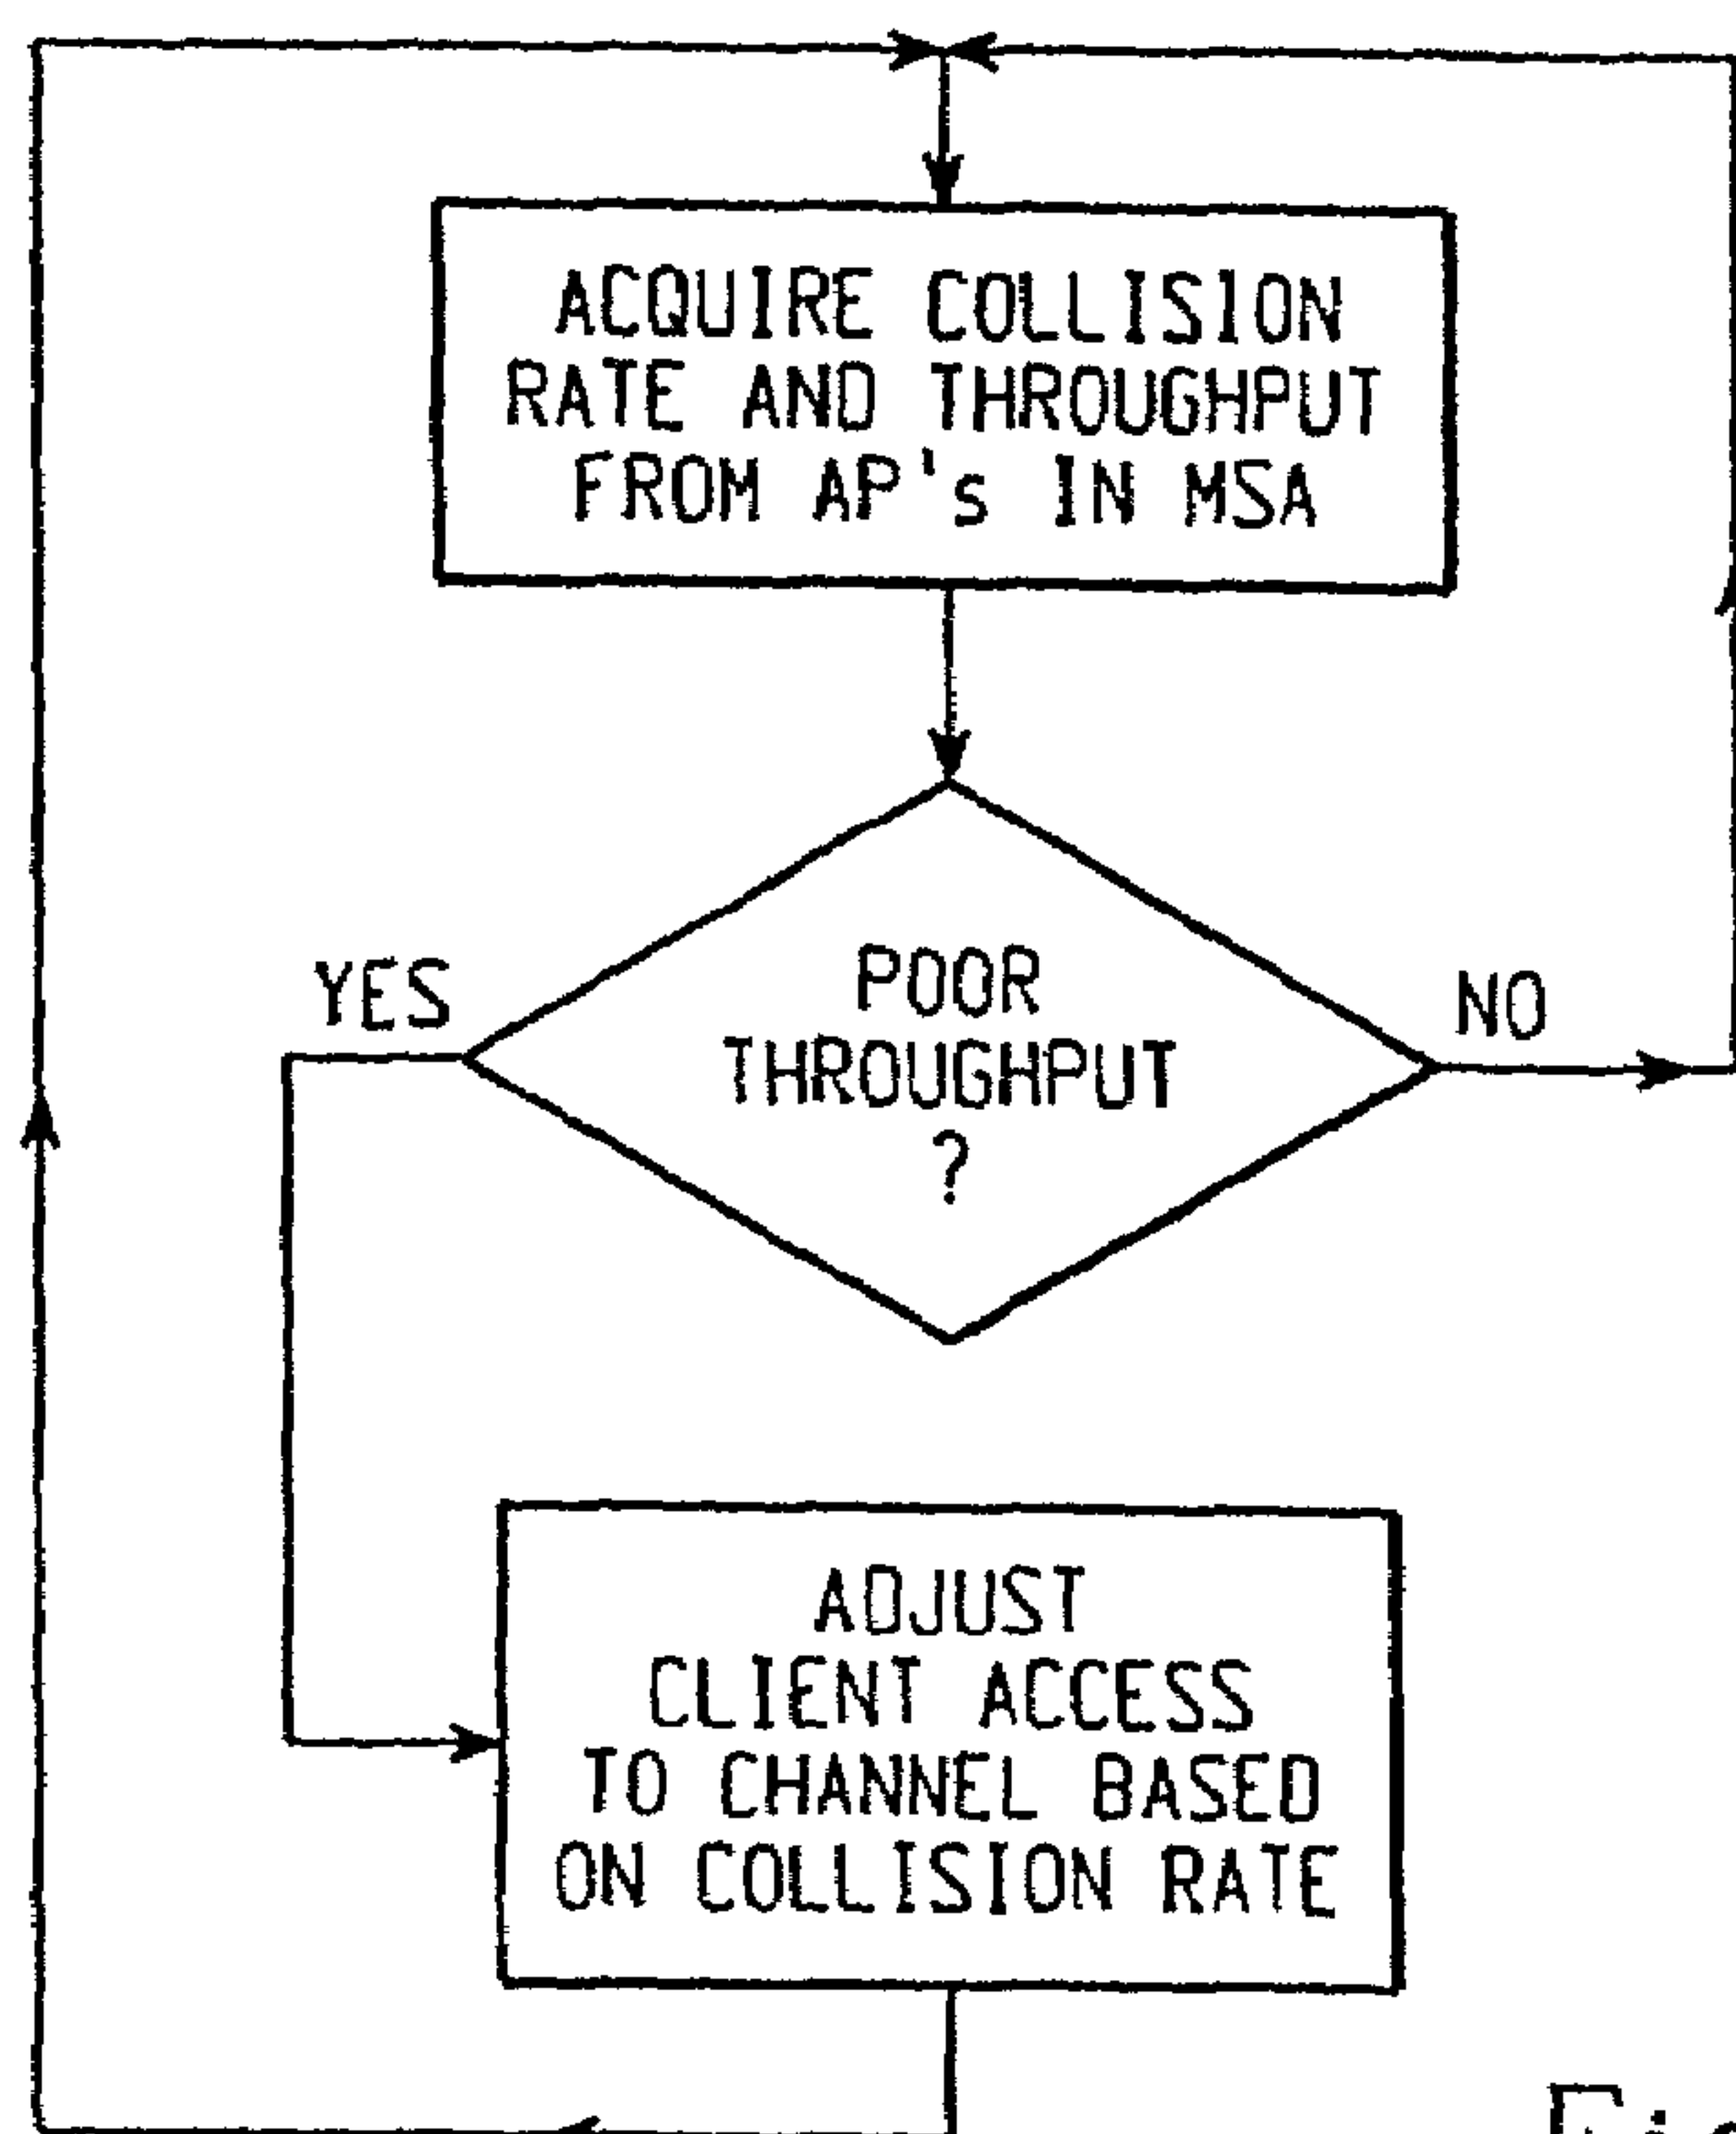 ACQUIRE COLLISION
RATE AND THROUGHPUT
FROM AP's IN MSA
POOR
THROUGHPUT
?
YES
NO
ADJUST
CLIENT ACCESS
TO CHANNEL BASED
ON COLLISION RATE